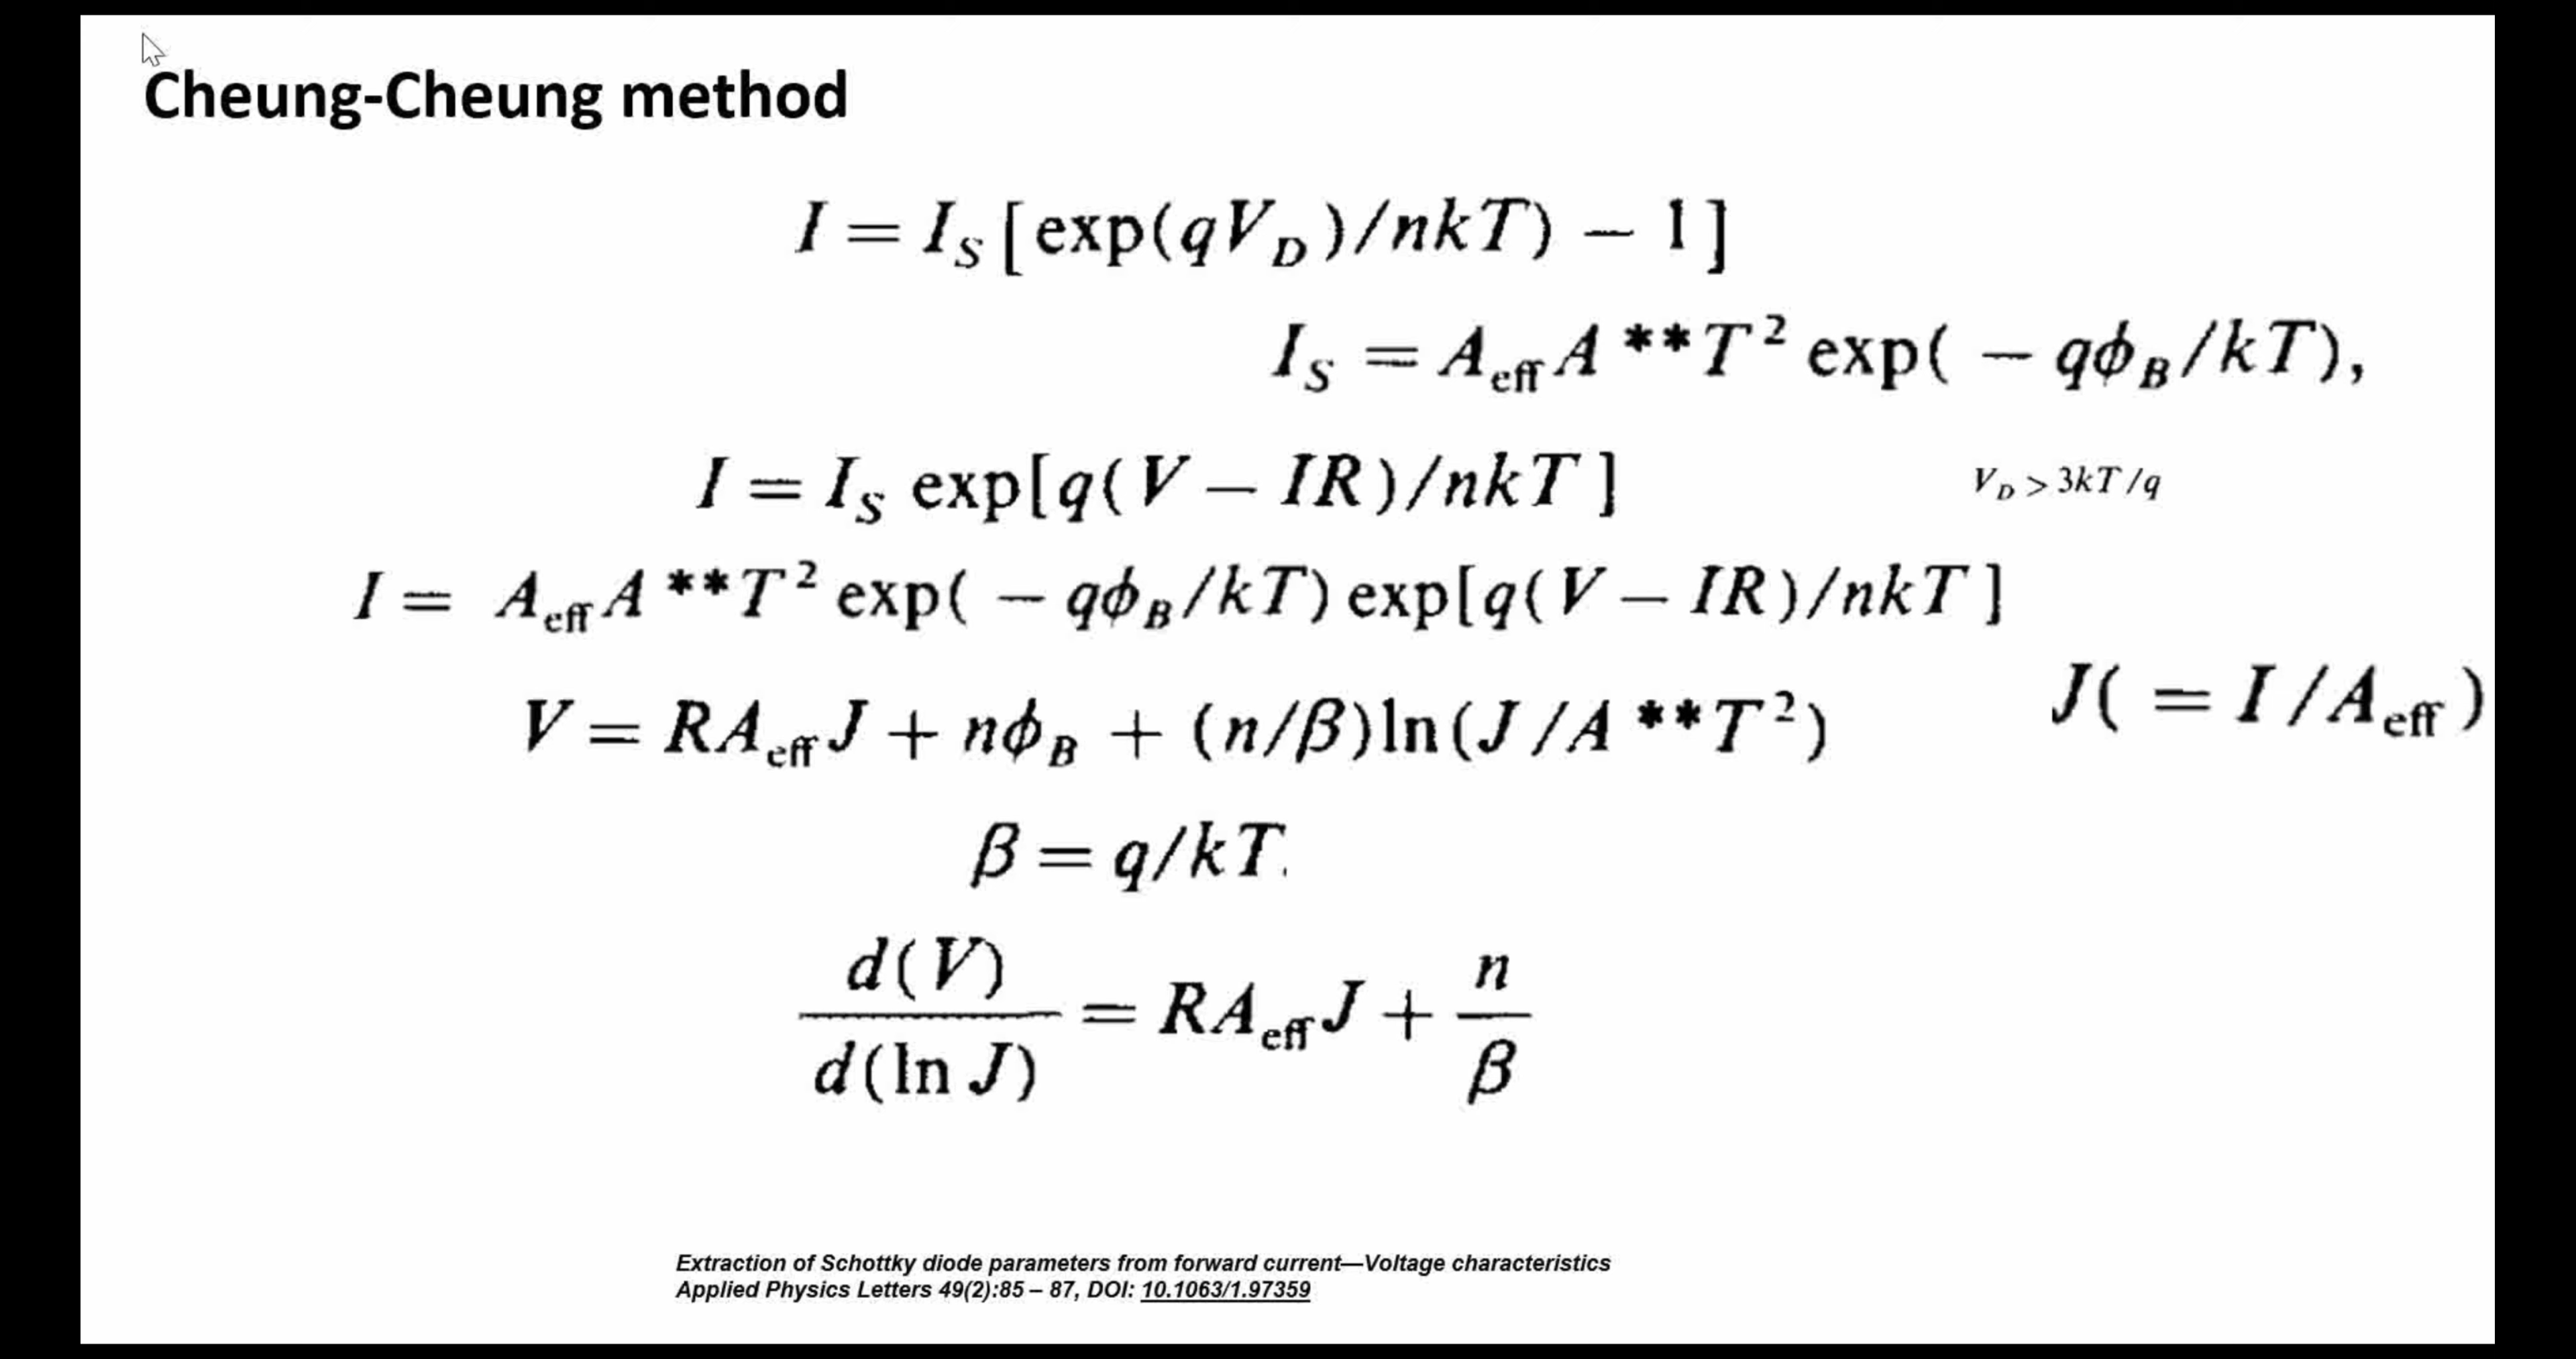 Cheung-Cheung method
I = I_S [exp(qV_D)/nkT) − 1]
I_S = A_eff A**T² exp( − qϕ_B/kT),
I = I_S exp[q(V − IR)/nkT]
V_D > 3kT/q
I = A_eff A**T² exp( − qϕ_B/kT) exp[q(V − IR)/nkT]
J( = I/A_eff)
V = RA_eff J + nϕ_B + (n/β)ln(J/A**T²)
β = q/kT.
d(V)/d(ln J) = RA_eff J + n/β
Extraction of Schottky diode parameters from forward current—Voltage characteristics
Applied Physics Letters 49(2):85 – 87, DOI: 10.1063/1.97359